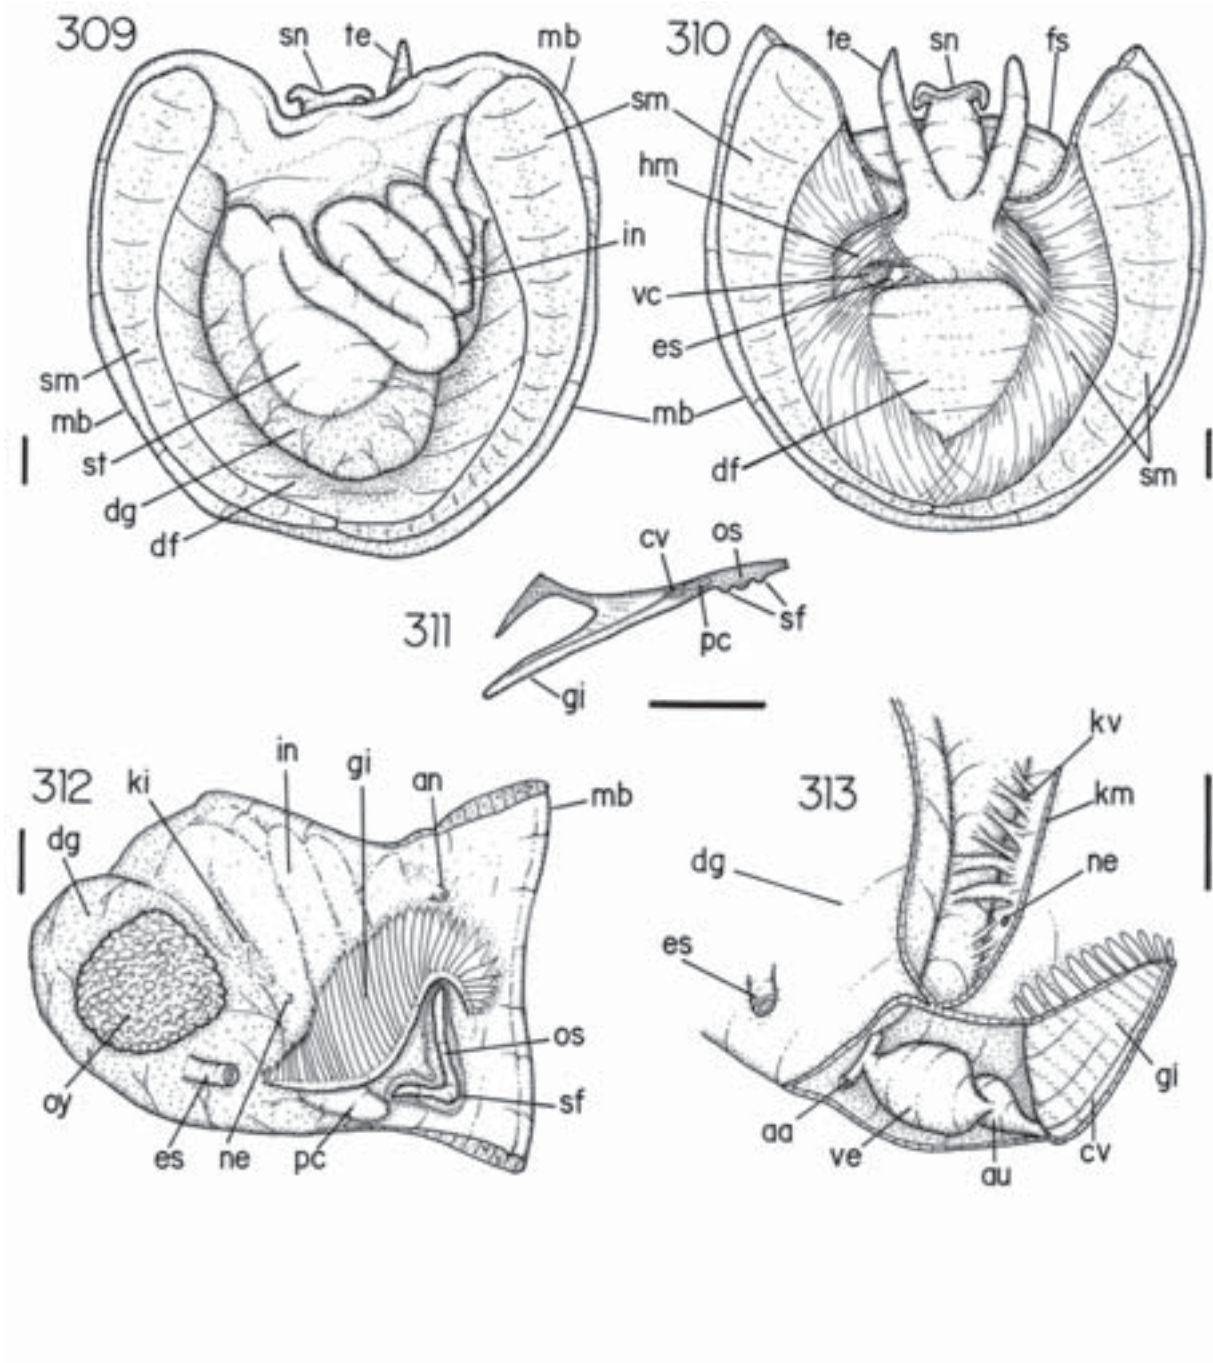 309
sn
te
mb
sm
in
sm
mb
st
dg
df
310
te
sn
fs
hm
vc
es
mb
df
sm
311
cv
os
sf
pc
gi
312
dg
ki
in
gi
an
mb
os
sf
oy
es
ne
pc
313
kv
km
ne
dg
es
gi
aa
ve
au
cv